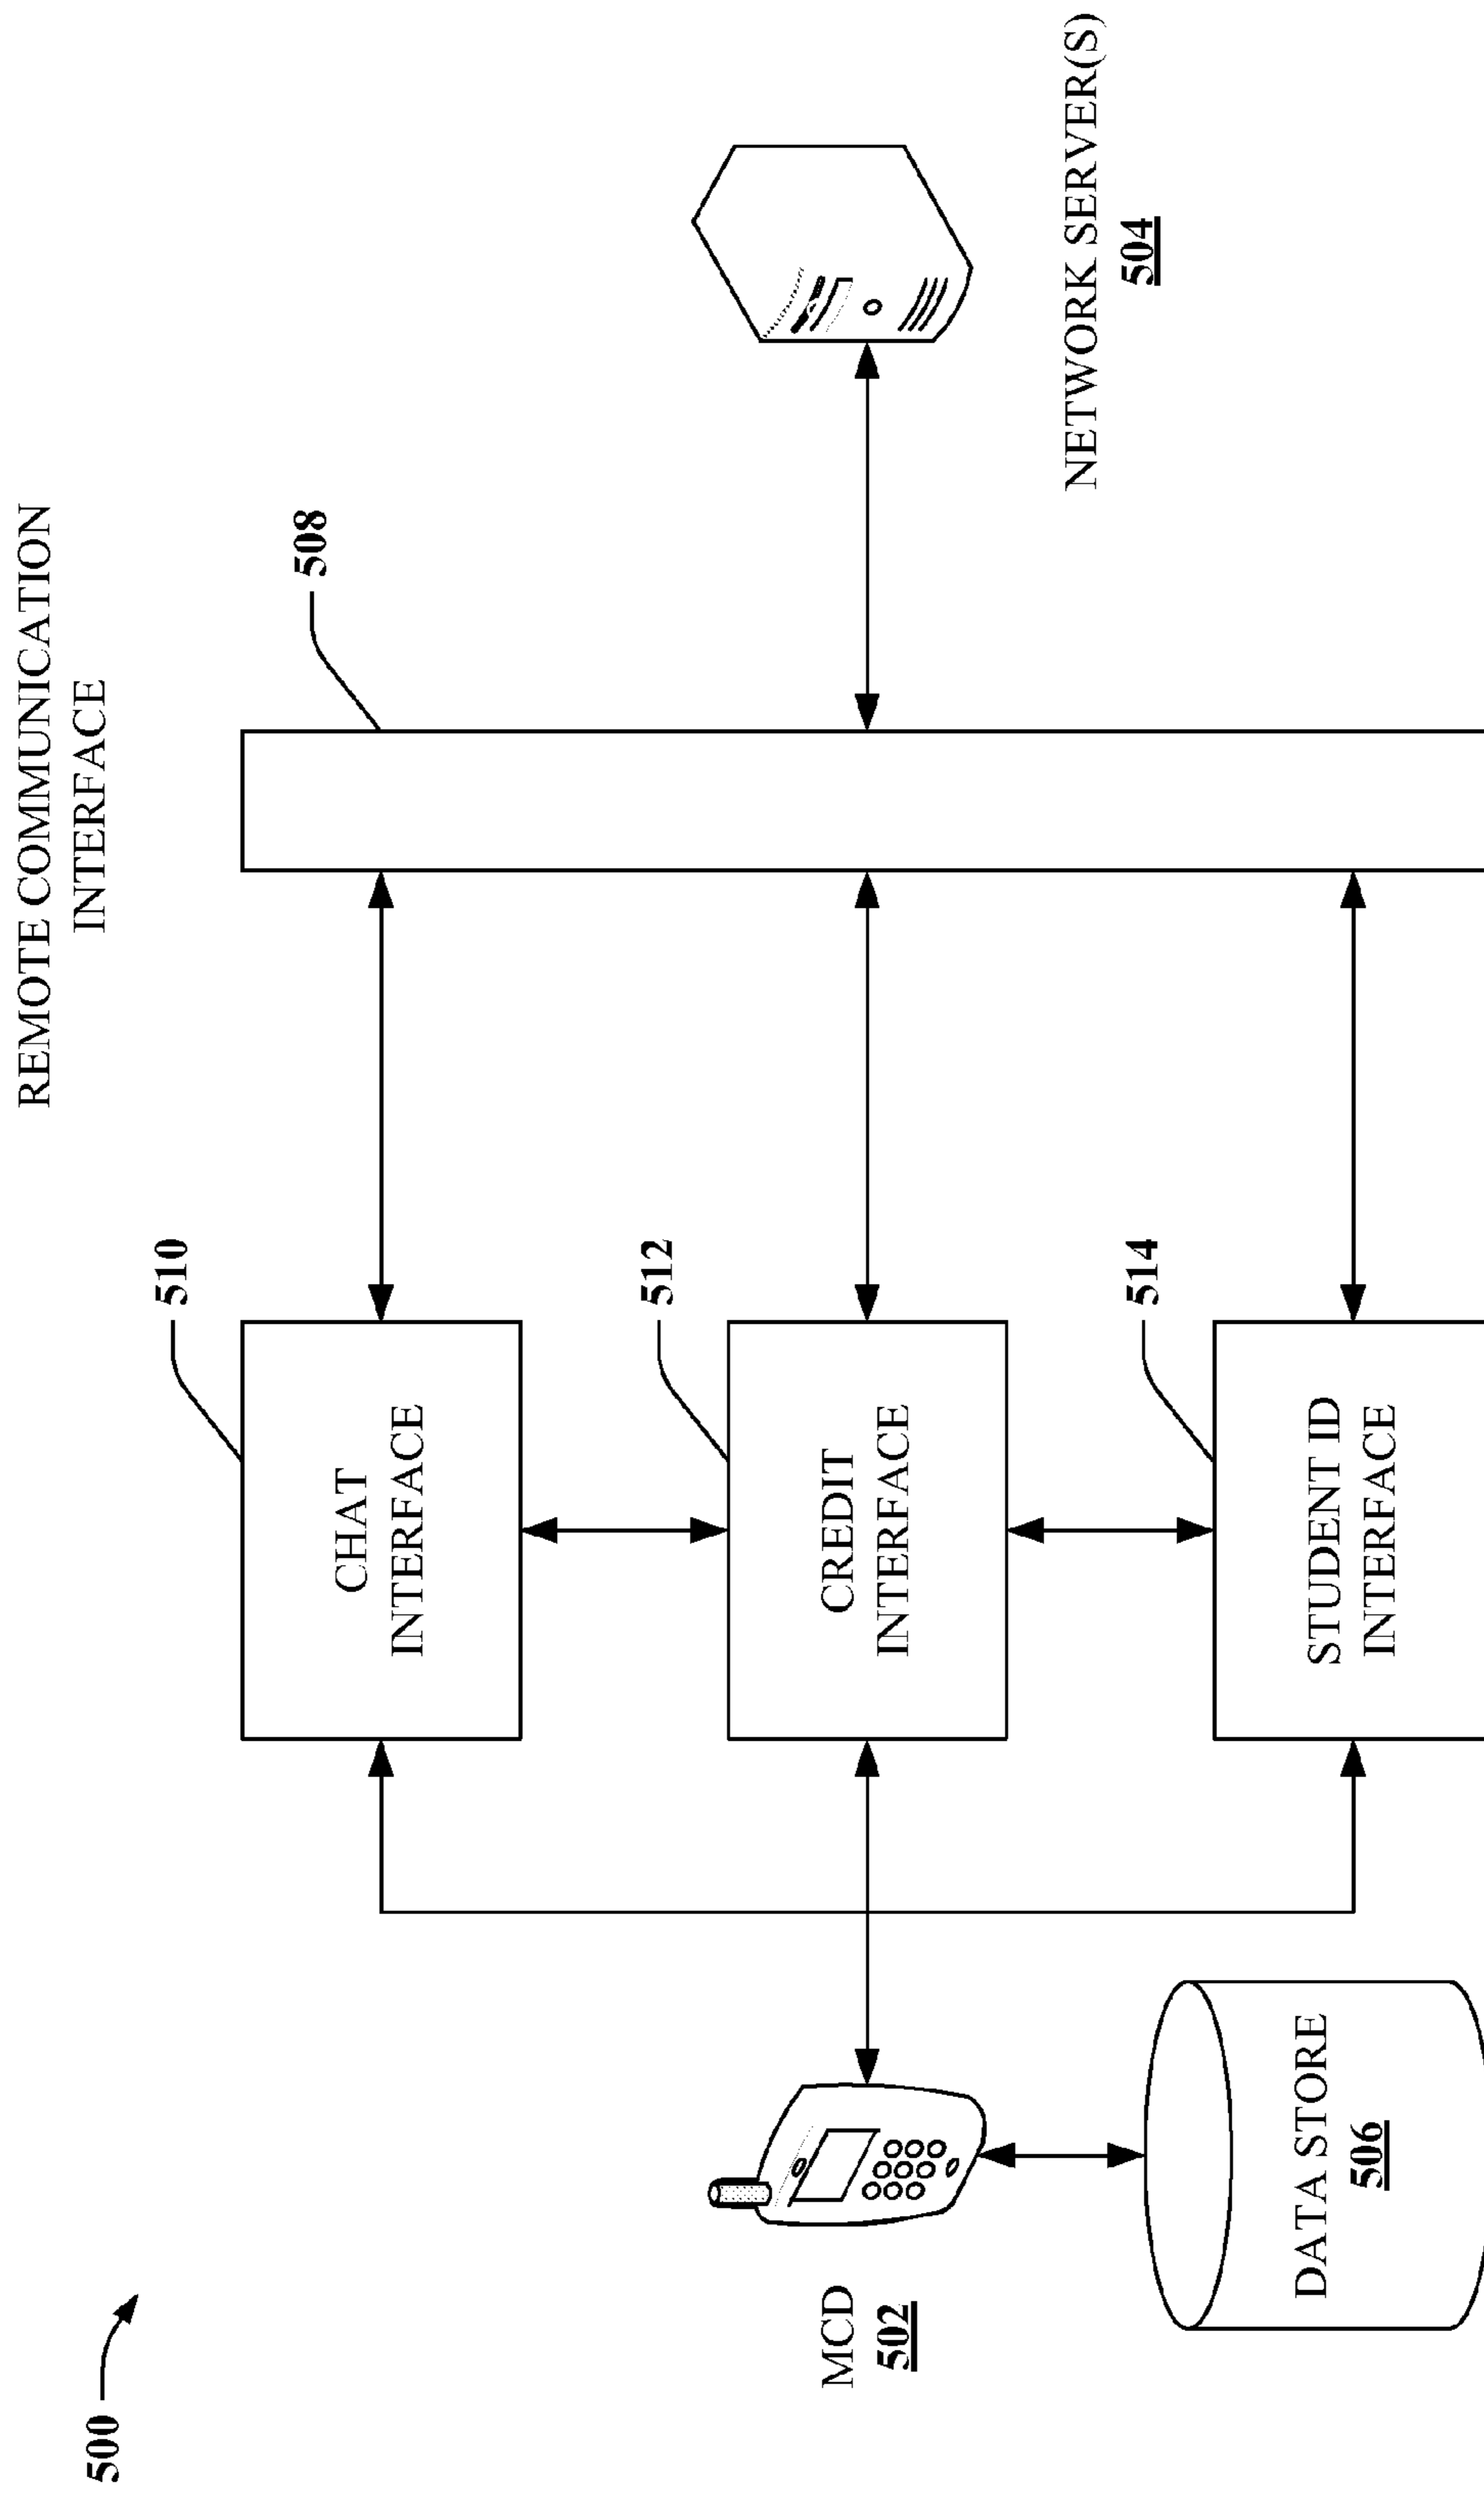 500
REMOTE COMMUNICATION
INTERFACE
508
510
CHAT
INTERFACE
512
CREDIT
INTERFACE
514
STUDENT ID
INTERFACE
MCD
502
DATA STORE
506
NETWORK SERVER(S)
504